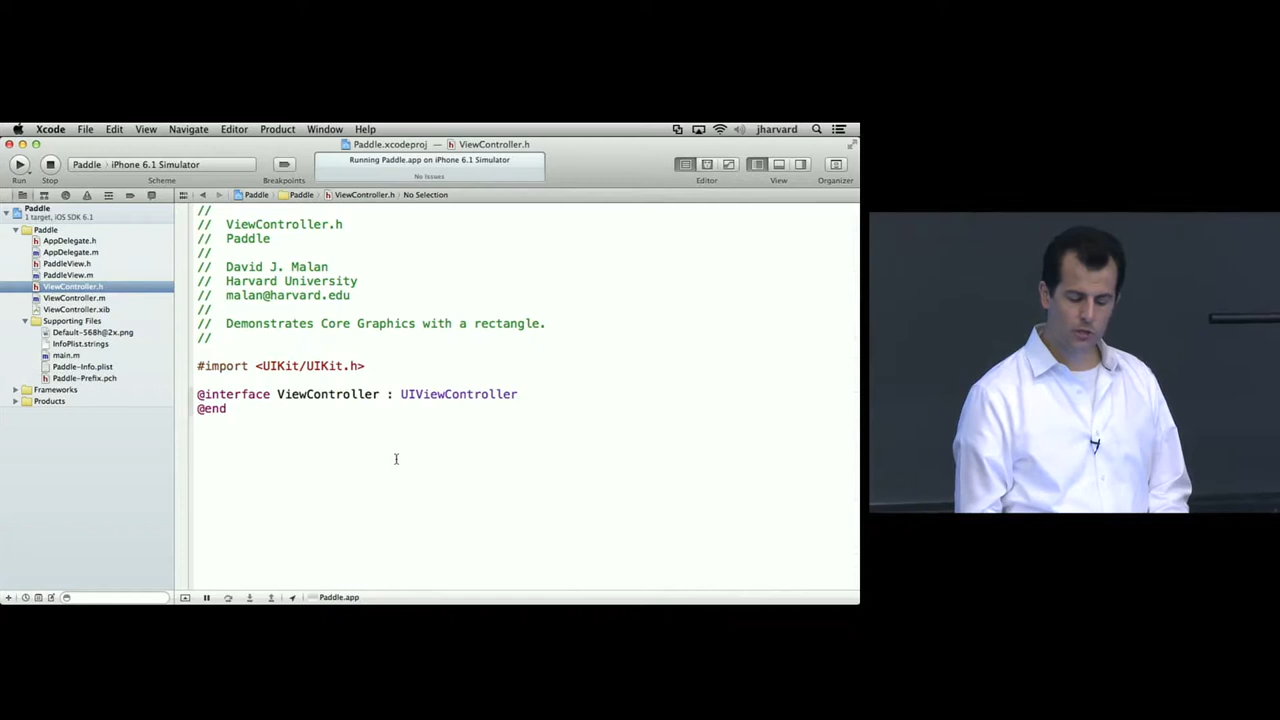 Xcode File Edit View Navigate Editor Product Window Help jharvard
Paddle.xcodeproj — ViewController.h
Paddle › iPhone 6.1 Simulator
Running Paddle.app on iPhone 6.1 Simulator
No Issues
Run Stop Scheme Breakpoints Editor View Organizer
Paddle › Paddle › ViewController.h › No Selection
Paddle
1 target, iOS SDK 6.1
Paddle
AppDelegate.h
AppDelegate.m
PaddleView.h
PaddleView.m
ViewController.h
ViewController.m
ViewController.xib
Supporting Files
Default-568h@2x.png
InfoPlist.strings
main.m
Paddle-Info.plist
Paddle-Prefix.pch
Frameworks
Products
//
// ViewController.h
// Paddle
//
// David J. Malan
// Harvard University
// malan@harvard.edu
//
// Demonstrates Core Graphics with a rectangle.
//
#import <UIKit/UIKit.h>
@interface ViewController : UIViewController
@end
Paddle.app